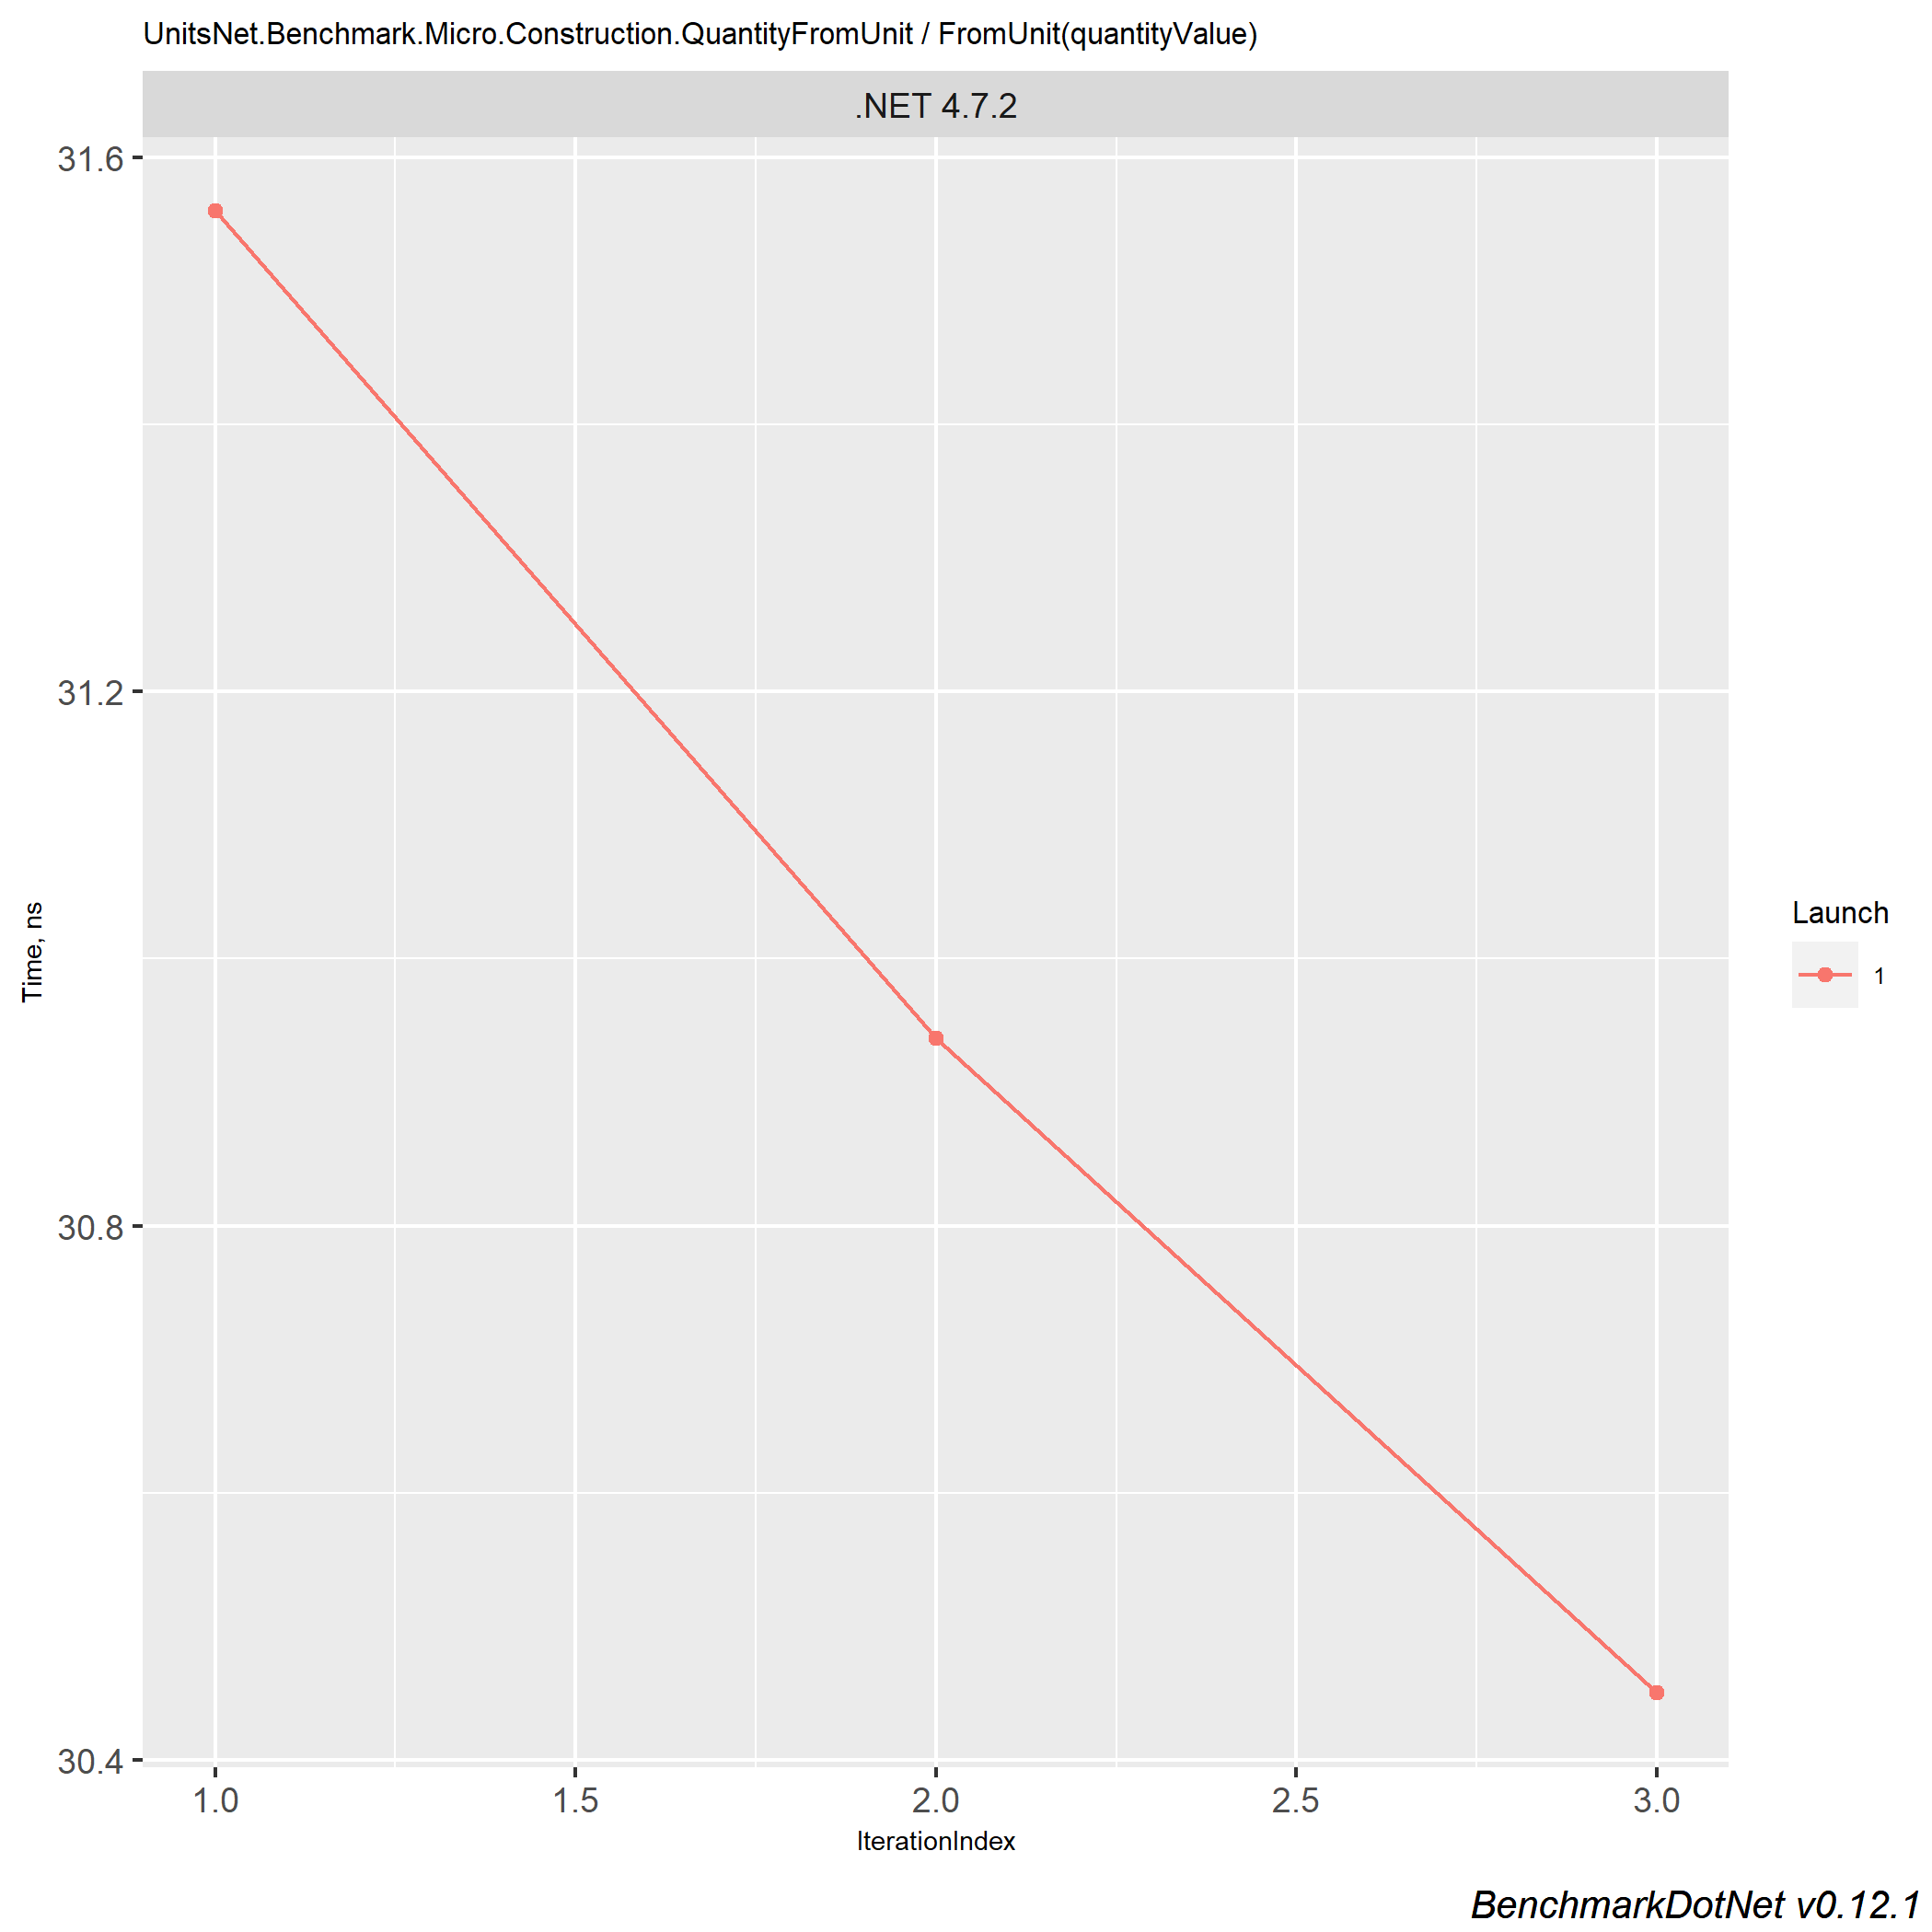 UnitsNet.Benchmark.Micro.Construction.QuantityFromUnit / FromUnit(quantityValue)
.NET 4.7.2
31.6
31.2
30.8
30.4
Time, ns
1.0 1.5 2.0 2.5 3.0
IterationIndex
Launch
1
BenchmarkDotNet v0.12.1